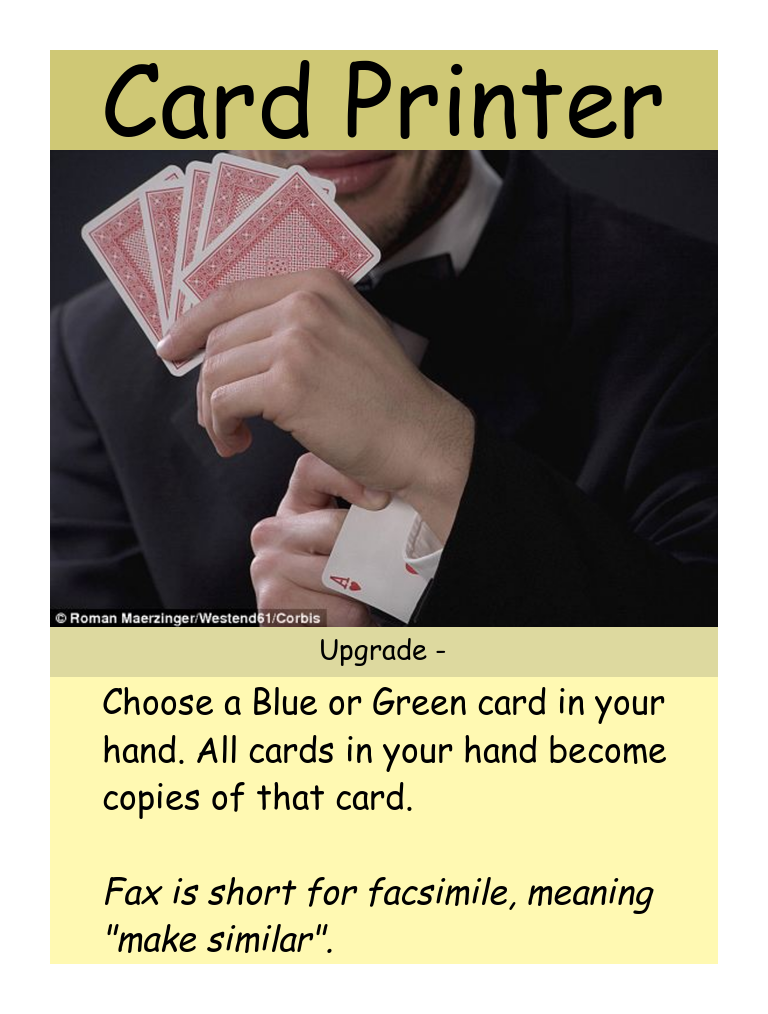 Card Printer
A
© Roman Maerzinger/Westend61/Corbis
Upgrade -
Choose a Blue or Green card in your
hand. All cards in your hand become
copies of that card.
Fax is short for facsimile, meaning
"make similar".